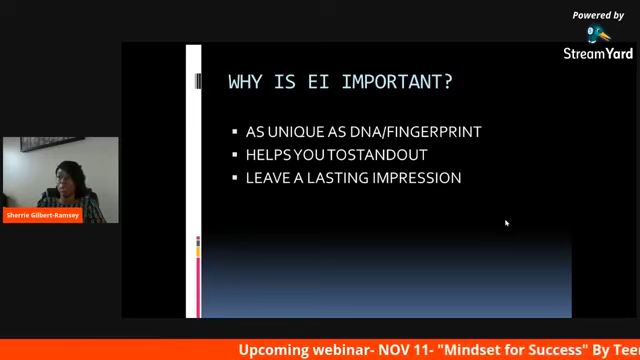 Powered by
StreamYard
WHY IS EI IMPORTANT?
AS UNIQUE AS DNA/FINGERPRINT
HELPS YOU TOSTANDOUT
LEAVE A LASTING IMPRESSION
Sherrie Gilbert-Ramsey
Upcoming webinar- NOV 11- "Mindset for Success" By Teer